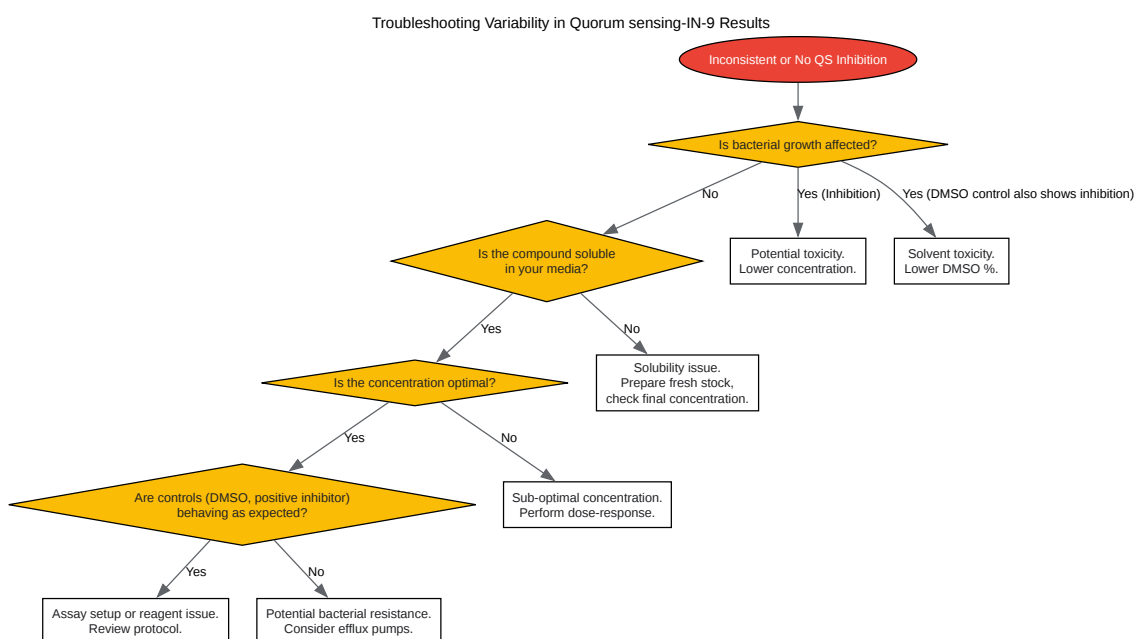 Troubleshooting Variability in Quorum sensing-IN-9 Results
Inconsistent or No QS Inhibition
Is bacterial growth affected?
No
Yes (Inhibition)
Yes (DMSO control also shows inhibition)
Is the compound soluble
in your media?
Potential toxicity.
Lower concentration.
Solvent toxicity.
Lower DMSO %.
Yes
No
Is the concentration optimal?
Solubility issue.
Prepare fresh stock,
check final concentration.
Yes
No
Are controls (DMSO, positive inhibitor)
behaving as expected?
Sub-optimal concentration.
Perform dose-response.
Yes
No
Assay setup or reagent issue.
Review protocol.
Potential bacterial resistance.
Consider efflux pumps.